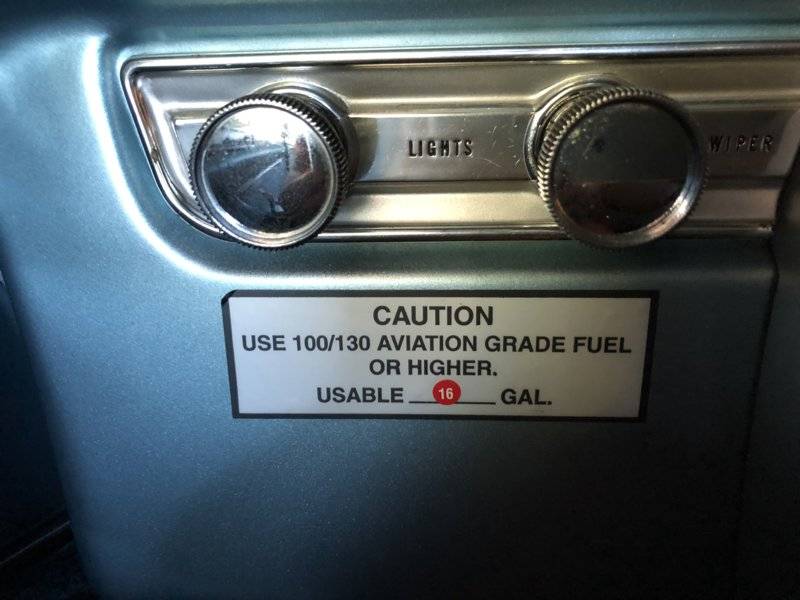 LIGHTS
WIPER
CAUTION
USE 100/130 AVIATION GRADE FUEL
OR HIGHER.
USABLE 16 GAL.